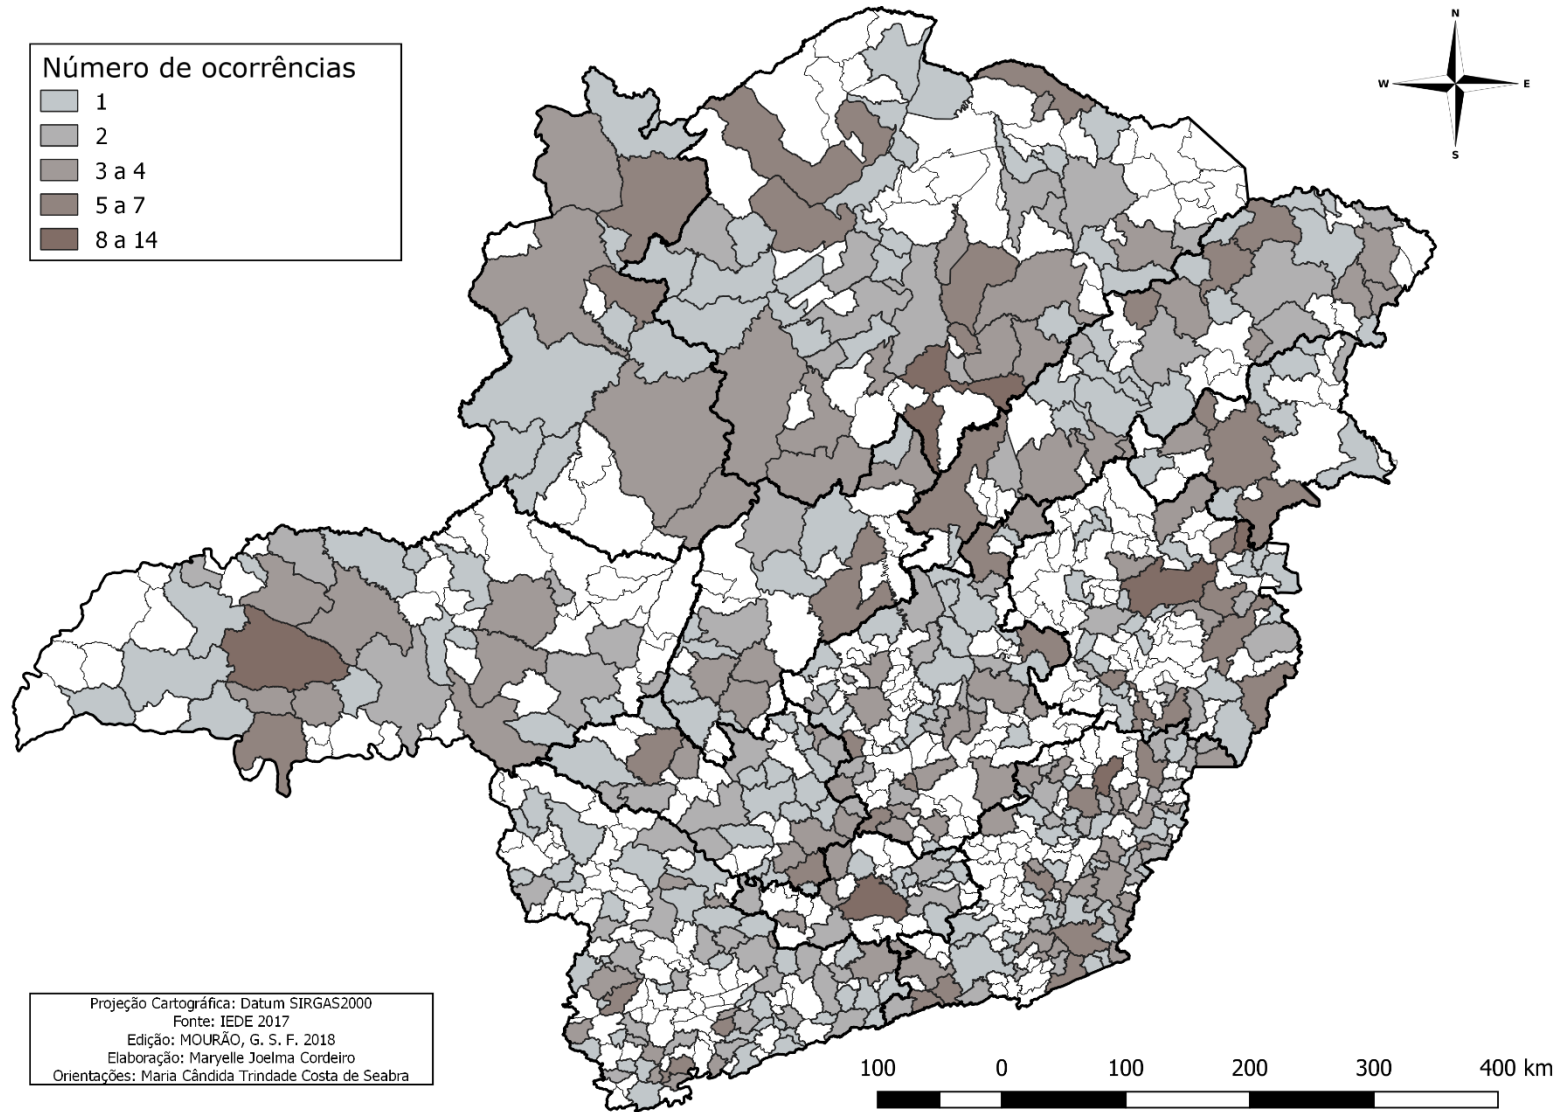 Número de ocorrências
1
2
3 a 4
5 a 7
8 a 14
N
W
E
S
Projeção Cartográfica: Datum SIRGAS2000
Fonte: IEDE 2017
Edição: MOURÃO, G. S. F. 2018
Elaboração: Maryelle Joelma Cordeiro
Orientações: Maria Cândida Trindade Costa de Seabra
100 0 100 200 300 400 km